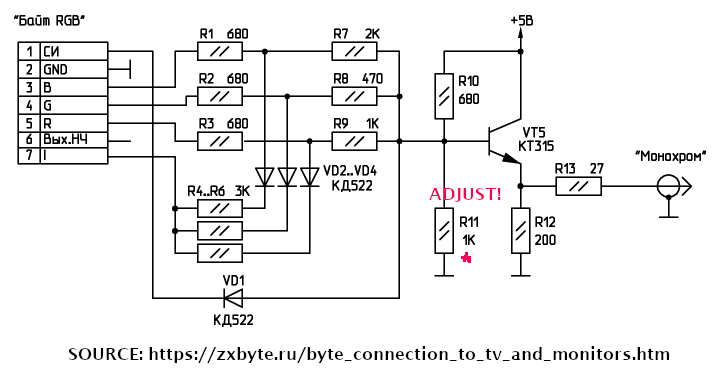 "Байт RGB"
+5В
1 СИ
2 GND
3 B
4 G
5 R
6 Вых.НЧ
7 I
R1 680
R7 2K
R2 680
R8 470
R3 680
R9 1K
R10
680
VT5
КТ315
R13 27
"Монохром"
VD2..VD4
КД522
R4..R6 3K
ADJUST!
R11
1K
*
R12
200
VD1
КД522
SOURCE: https://zxbyte.ru/byte_connection_to_tv_and_monitors.htm